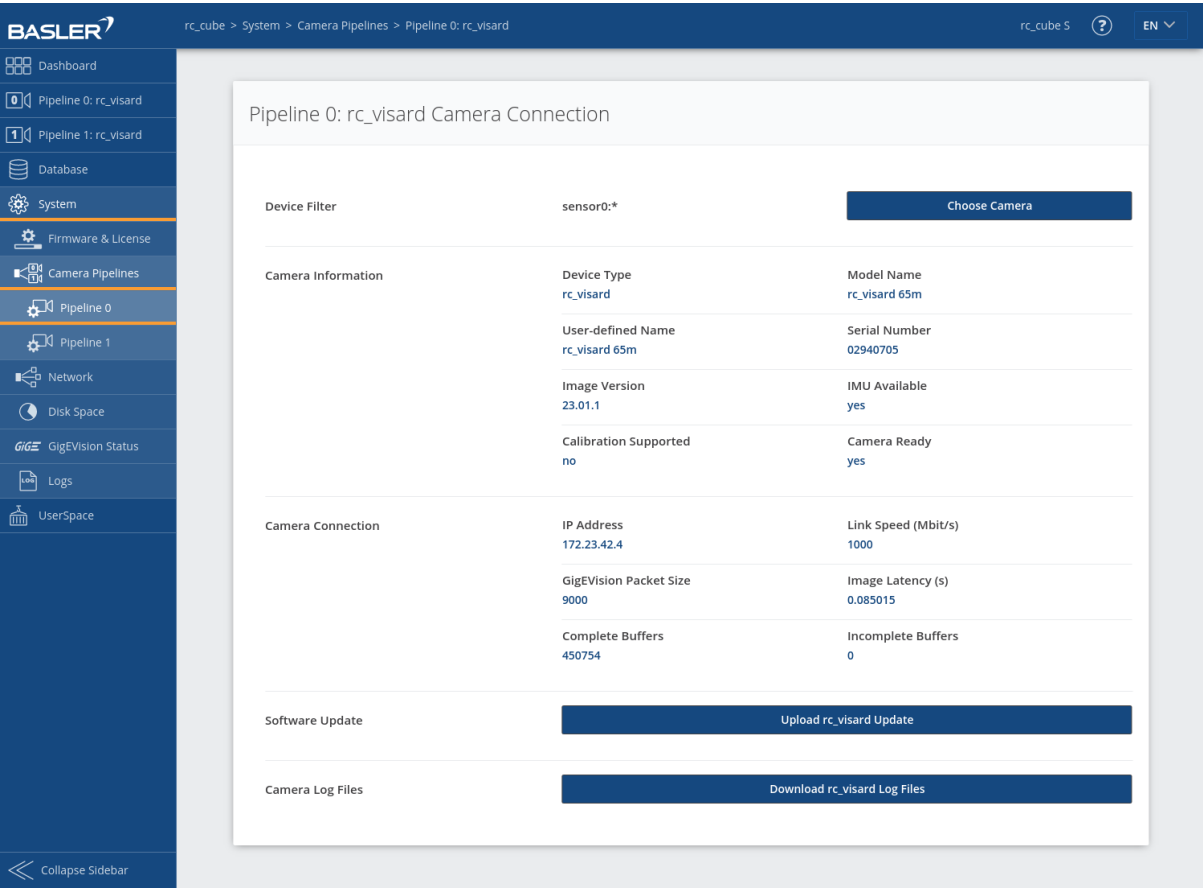 BASLER
rc_cube > System > Camera Pipelines > Pipeline 0: rc_visard
rc_cube S
?
EN
Dashboard
0 Pipeline 0: rc_visard
1 Pipeline 1: rc_visard
Database
System
Firmware & License
0
1
Camera Pipelines
Pipeline 0
Pipeline 1
Network
Disk Space
GIGE GigEVision Status
LOG Logs
UserSpace
Collapse Sidebar
Pipeline 0: rc_visard Camera Connection
Device Filter
sensor0:*
Choose Camera
Camera Information
Device Type
rc_visard
Model Name
rc_visard 65m
User-defined Name
rc_visard 65m
Serial Number
02940705
Image Version
23.01.1
IMU Available
yes
Calibration Supported
no
Camera Ready
yes
Camera Connection
IP Address
172.23.42.4
Link Speed (Mbit/s)
1000
GigEVision Packet Size
9000
Image Latency (s)
0.085015
Complete Buffers
450754
Incomplete Buffers
0
Software Update
Upload rc_visard Update
Camera Log Files
Download rc_visard Log Files